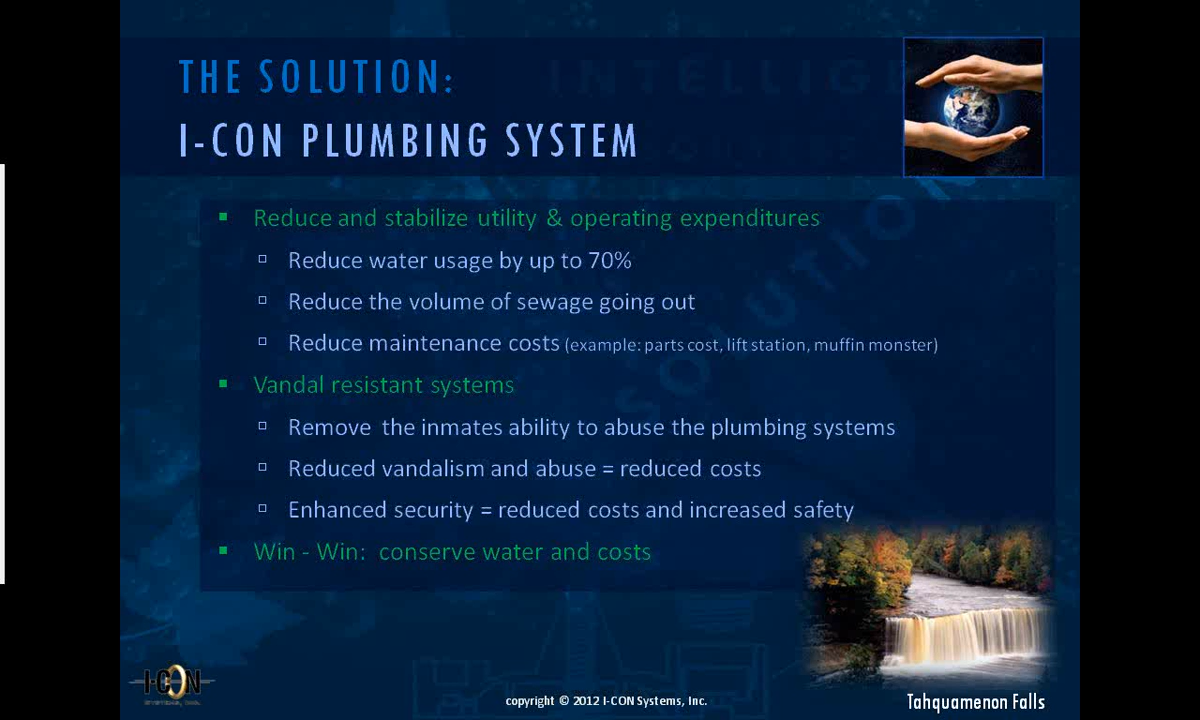 THE SOLUTION:
I-CON PLUMBING SYSTEM
Reduce and stabilize utility & operating expenditures
Reduce water usage by up to 70%
Reduce the volume of sewage going out
Reduce maintenance costs (example: parts cost, lift station, muffin monster)
Vandal resistant systems
Remove the inmates ability to abuse the plumbing systems
Reduced vandalism and abuse = reduced costs
Enhanced security = reduced costs and increased safety
Win - Win: conserve water and costs
SOLUTION
I-CON
SYSTEMS, INC.
copyright © 2012 I-CON Systems, Inc.
Tahquamenon Falls